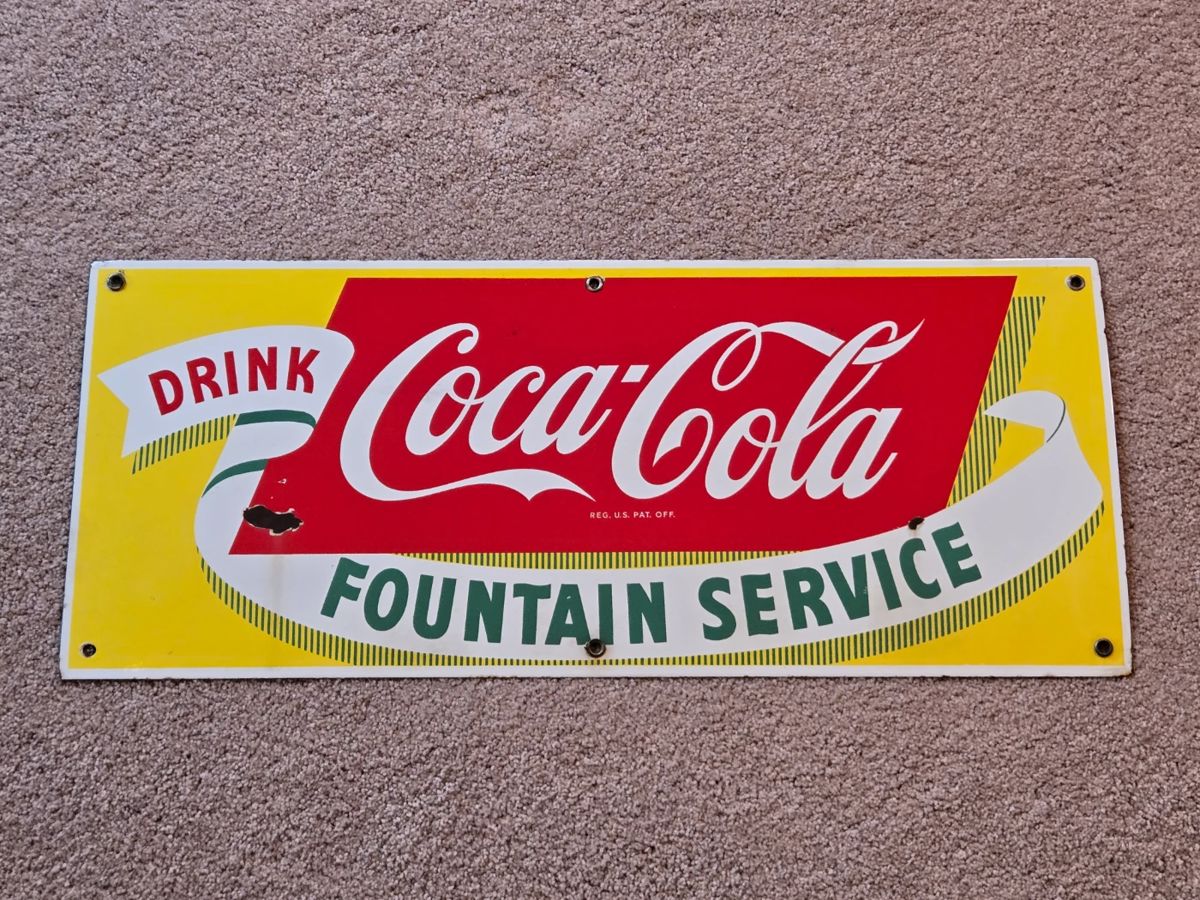 DRINK
Coca-Cola
REG. U.S. PAT. OFF.
FOUNTAIN SERVICE